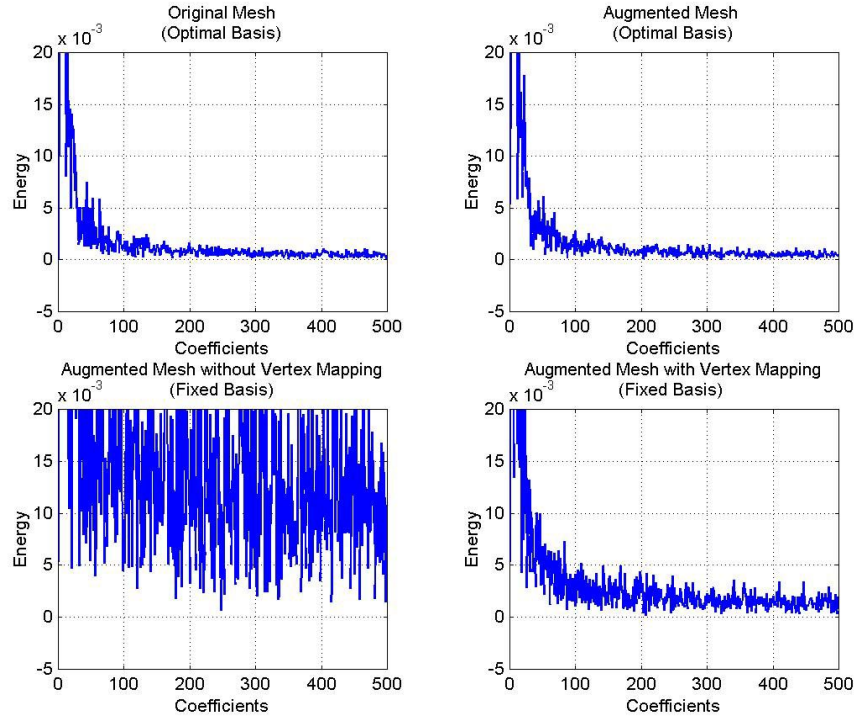 Original Mesh
(Optimal Basis)
x 10^-3
20
15
10
5
0
-5
Energy
0 100 200 300 400 500
Coefficients
Augmented Mesh
(Optimal Basis)
x 10^-3
20
15
10
5
0
-5
Energy
0 100 200 300 400 500
Coefficients
Augmented Mesh without Vertex Mapping
(Fixed Basis)
x 10^-3
20
15
10
5
0
-5
Energy
0 100 200 300 400 500
Coefficients
Augmented Mesh with Vertex Mapping
(Fixed Basis)
x 10^-3
20
15
10
5
0
-5
Energy
0 100 200 300 400 500
Coefficients